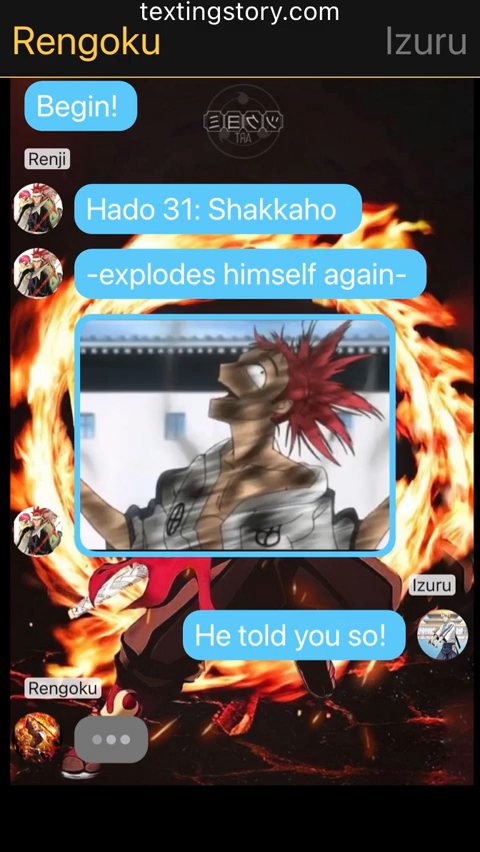 textingstory.com
Rengoku
Izuru
Begin!
Renji
Hado 31: Shakkaho
-explodes himself again-
Izuru
He told you so!
Rengoku